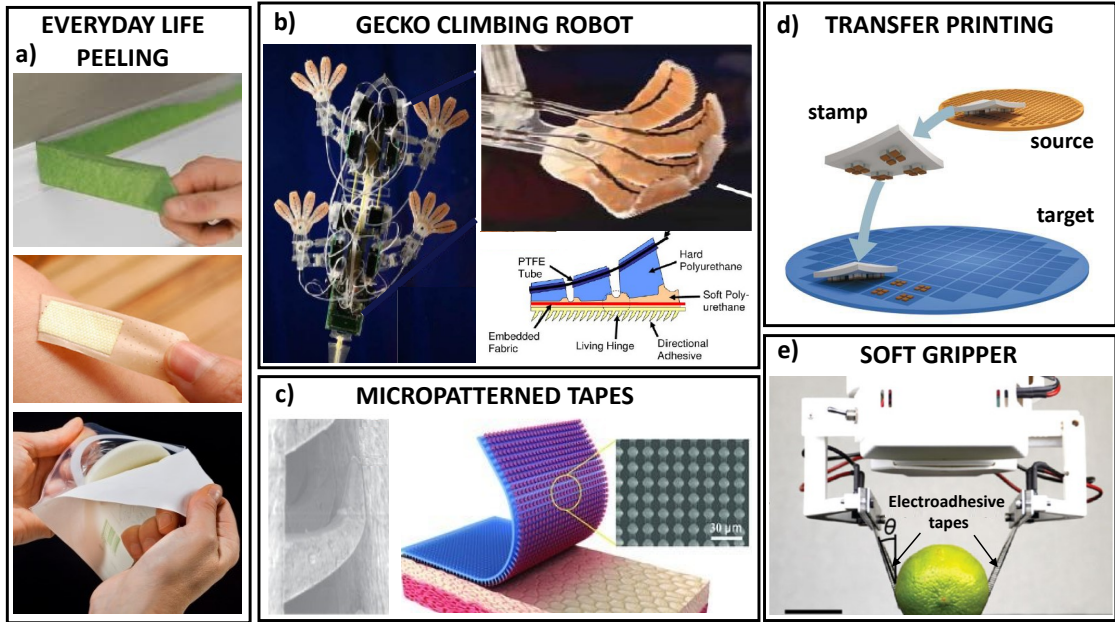 EVERYDAY LIFE
PEELING
a)
b)
GECKO CLIMBING ROBOT
PTFE
Tube
Hard
Polyurethane
Soft Poly-
urethane
Embedded
Fabric
Living Hinge
Directional
Adhesive
c)
MICROPATTERNED TAPES
30 μm
d)
TRANSFER PRINTING
stamp
source
target
e)
SOFT GRIPPER
Electroadhesive
tapes
θ